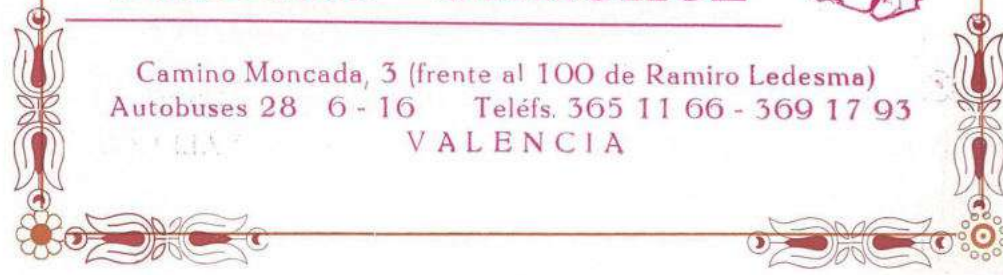 Camino Moncada, 3 (frente al 100 de Ramiro Ledesma)
Autobuses 28 6 - 16 Teléfs. 365 11 66 - 369 17 93
VALENCIA